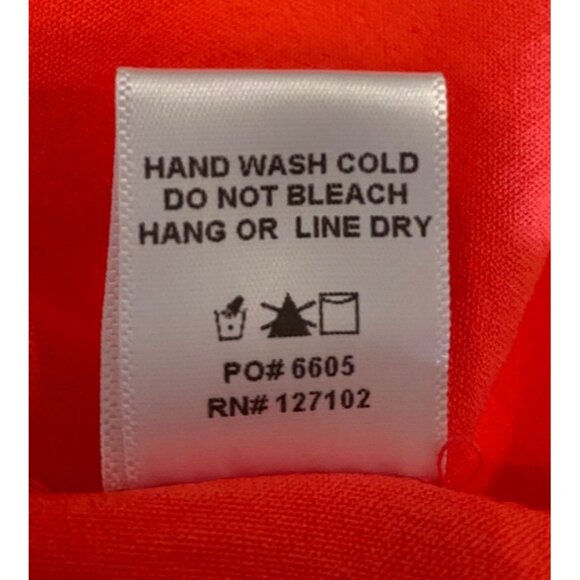 HAND WASH COLD
DO NOT BLEACH
HANG OR LINE DRY
PO# 6605
RN# 127102